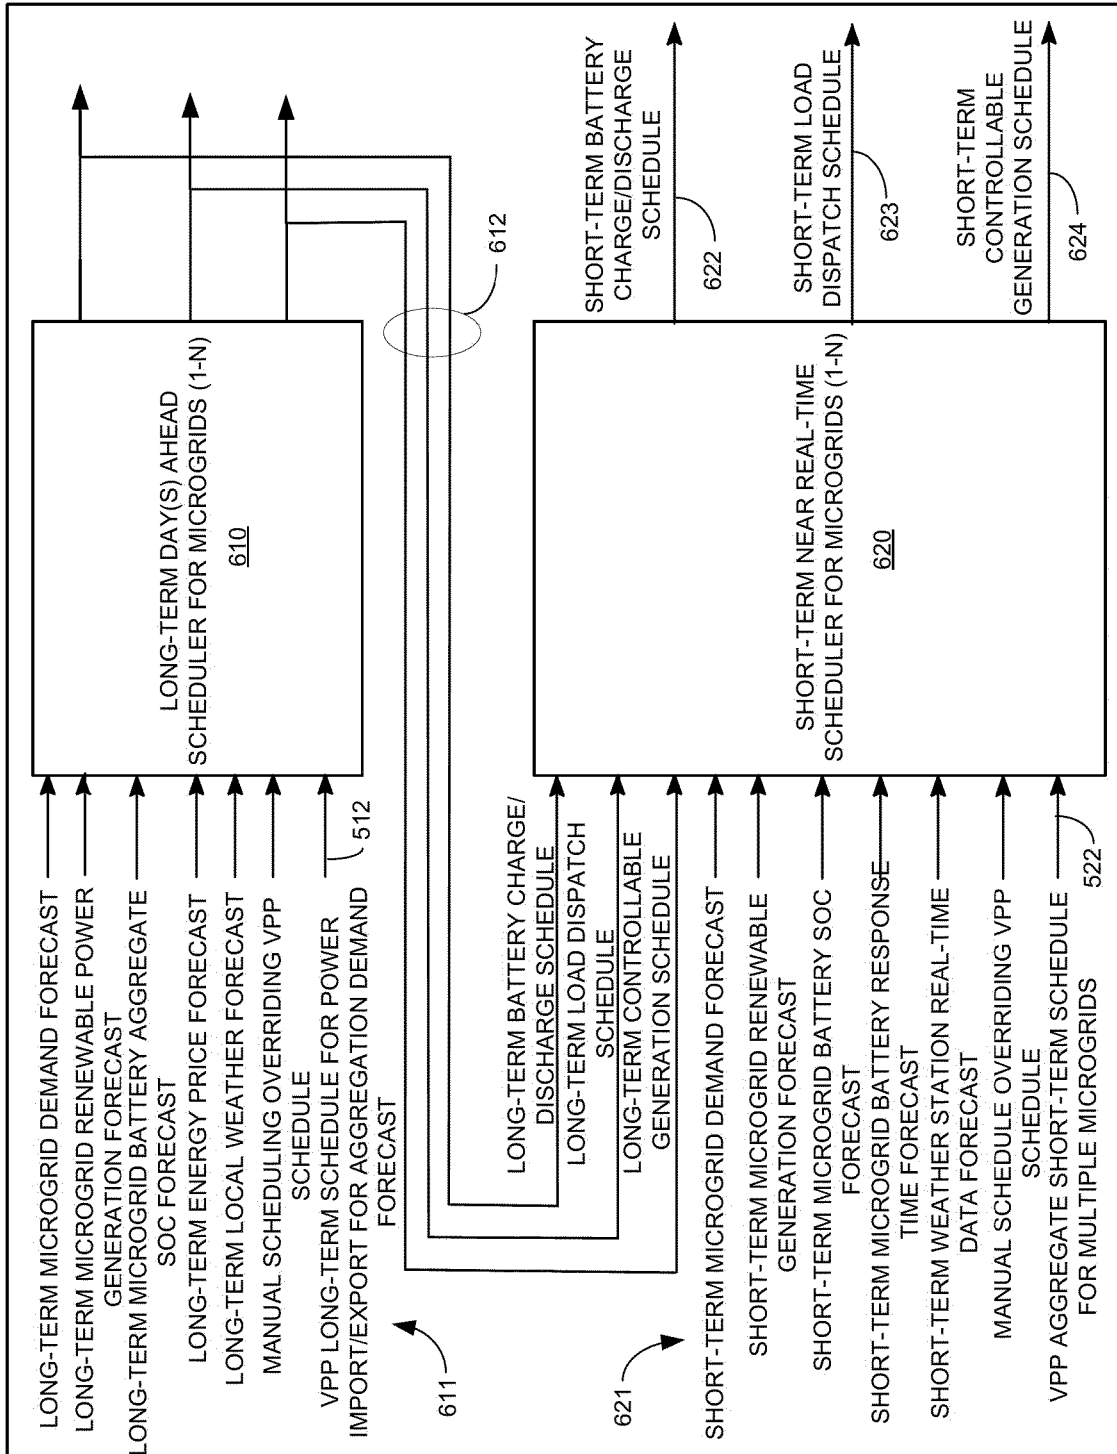 LONG-TERM MICROGRID DEMAND FORECAST
LONG-TERM MICROGRID RENEWABLE POWER
GENERATION FORECAST
LONG-TERM MICROGRID BATTERY AGGREGATE
SOC FORECAST
LONG-TERM ENERGY PRICE FORECAST
LONG-TERM LOCAL WEATHER FORECAST
MANUAL SCHEDULING OVERRIDING VPP
SCHEDULE
VPP LONG-TERM SCHEDULE FOR POWER
IMPORT/EXPORT FOR AGGREGATION DEMAND
FORECAST
512
611
LONG-TERM DAY(S) AHEAD
SCHEDULER FOR MICROGRIDS (1-N)
610
612
621
LONG-TERM BATTERY CHARGE/
DISCHARGE SCHEDULE
LONG-TERM LOAD DISPATCH
SCHEDULE
LONG-TERM CONTROLLABLE
GENERATION SCHEDULE
SHORT-TERM MICROGRID DEMAND FORECAST
SHORT-TERM MICROGRID RENEWABLE
GENERATION FORECAST
SHORT-TERM MICROGRID BATTERY SOC
FORECAST
SHORT-TERM MICROGRID BATTERY RESPONSE
TIME FORECAST
SHORT-TERM WEATHER STATION REAL-TIME
DATA FORECAST
MANUAL SCHEDULE OVERRIDING VPP
SCHEDULE
VPP AGGREGATE SHORT-TERM SCHEDULE
FOR MULTIPLE MICROGRIDS
522
SHORT-TERM NEAR REAL-TIME
SCHEDULER FOR MICROGRIDS (1-N)
620
SHORT-TERM BATTERY
CHARGE/DISCHARGE
SCHEDULE
622
SHORT-TERM LOAD
DISPATCH SCHEDULE
623
SHORT-TERM
CONTROLLABLE
GENERATION SCHEDULE
624